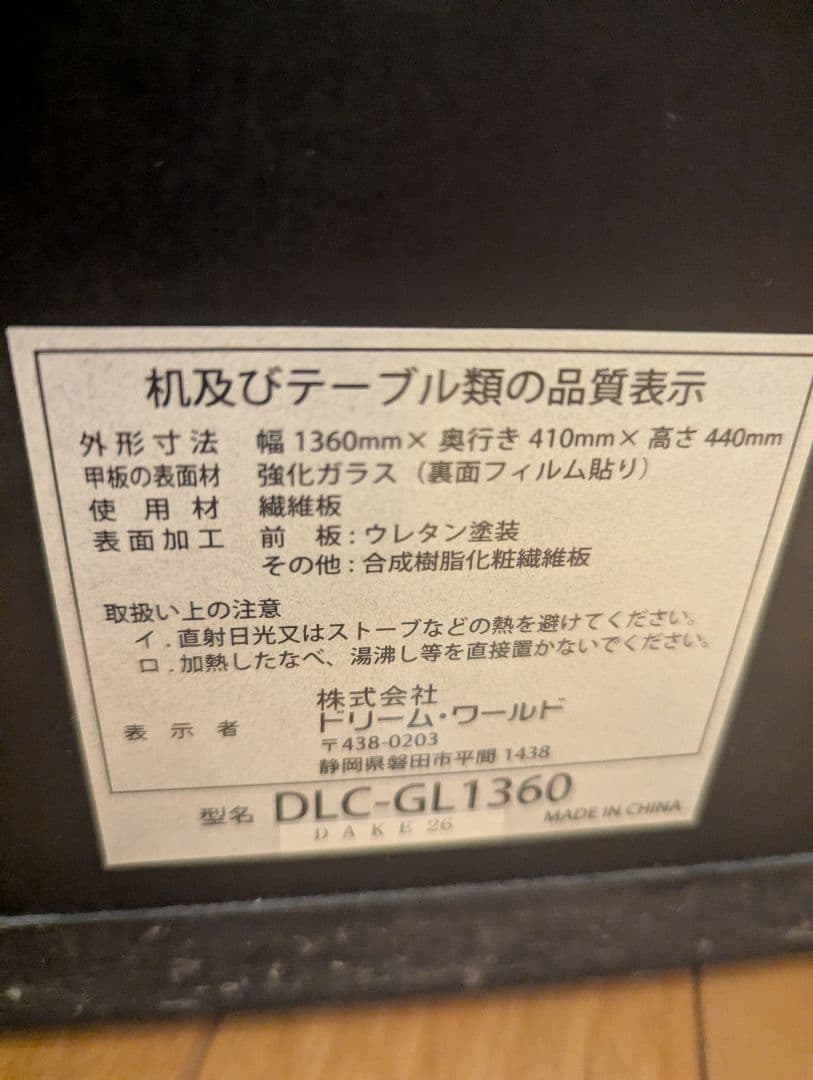 机及びテーブル類の品質表示
外形寸法 幅 1360mm× 奥行き 410mm× 高さ 440mm
甲板の表面材 強化ガラス（裏面フィルム貼り）
使用材 繊維板
表面加工 前 板：ウレタン塗装
その他：合成樹脂化粧繊維板
取扱い上の注意
イ．直射日光又はストーブなどの熱を避けてください。
ロ．加熱したなべ、湯沸し等を直接置かないでください。
株式会社
表示者 ドリーム・ワールド
〒438-0203
静岡県磐田市平間 1438
型名 DLC-GL1360 MADE IN CHINA
DAKE 26